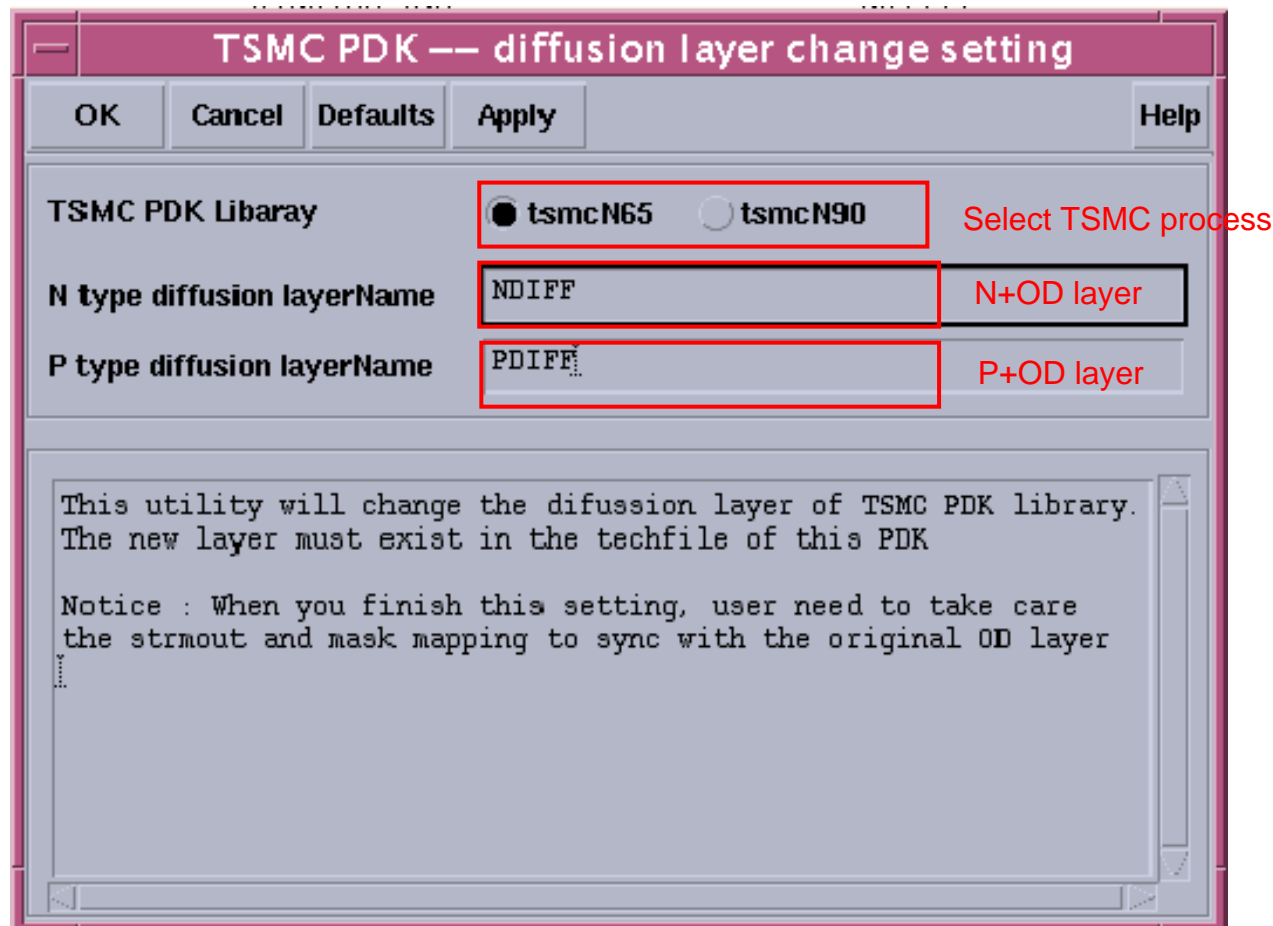 TSMC PDK –– diffusion layer change setting
OK Cancel Defaults Apply Help
TSMC PDK Libaray tsmcN65 tsmcN90 Select TSMC process
N type diffusion layerName NDIFF N+OD layer
P type diffusion layerName PDIFF P+OD layer
This utility will change the difussion layer of TSMC PDK library.
The new layer must exist in the techfile of this PDK
Notice : When you finish this setting, user need to take care
the strmout and mask mapping to sync with the original OD layer